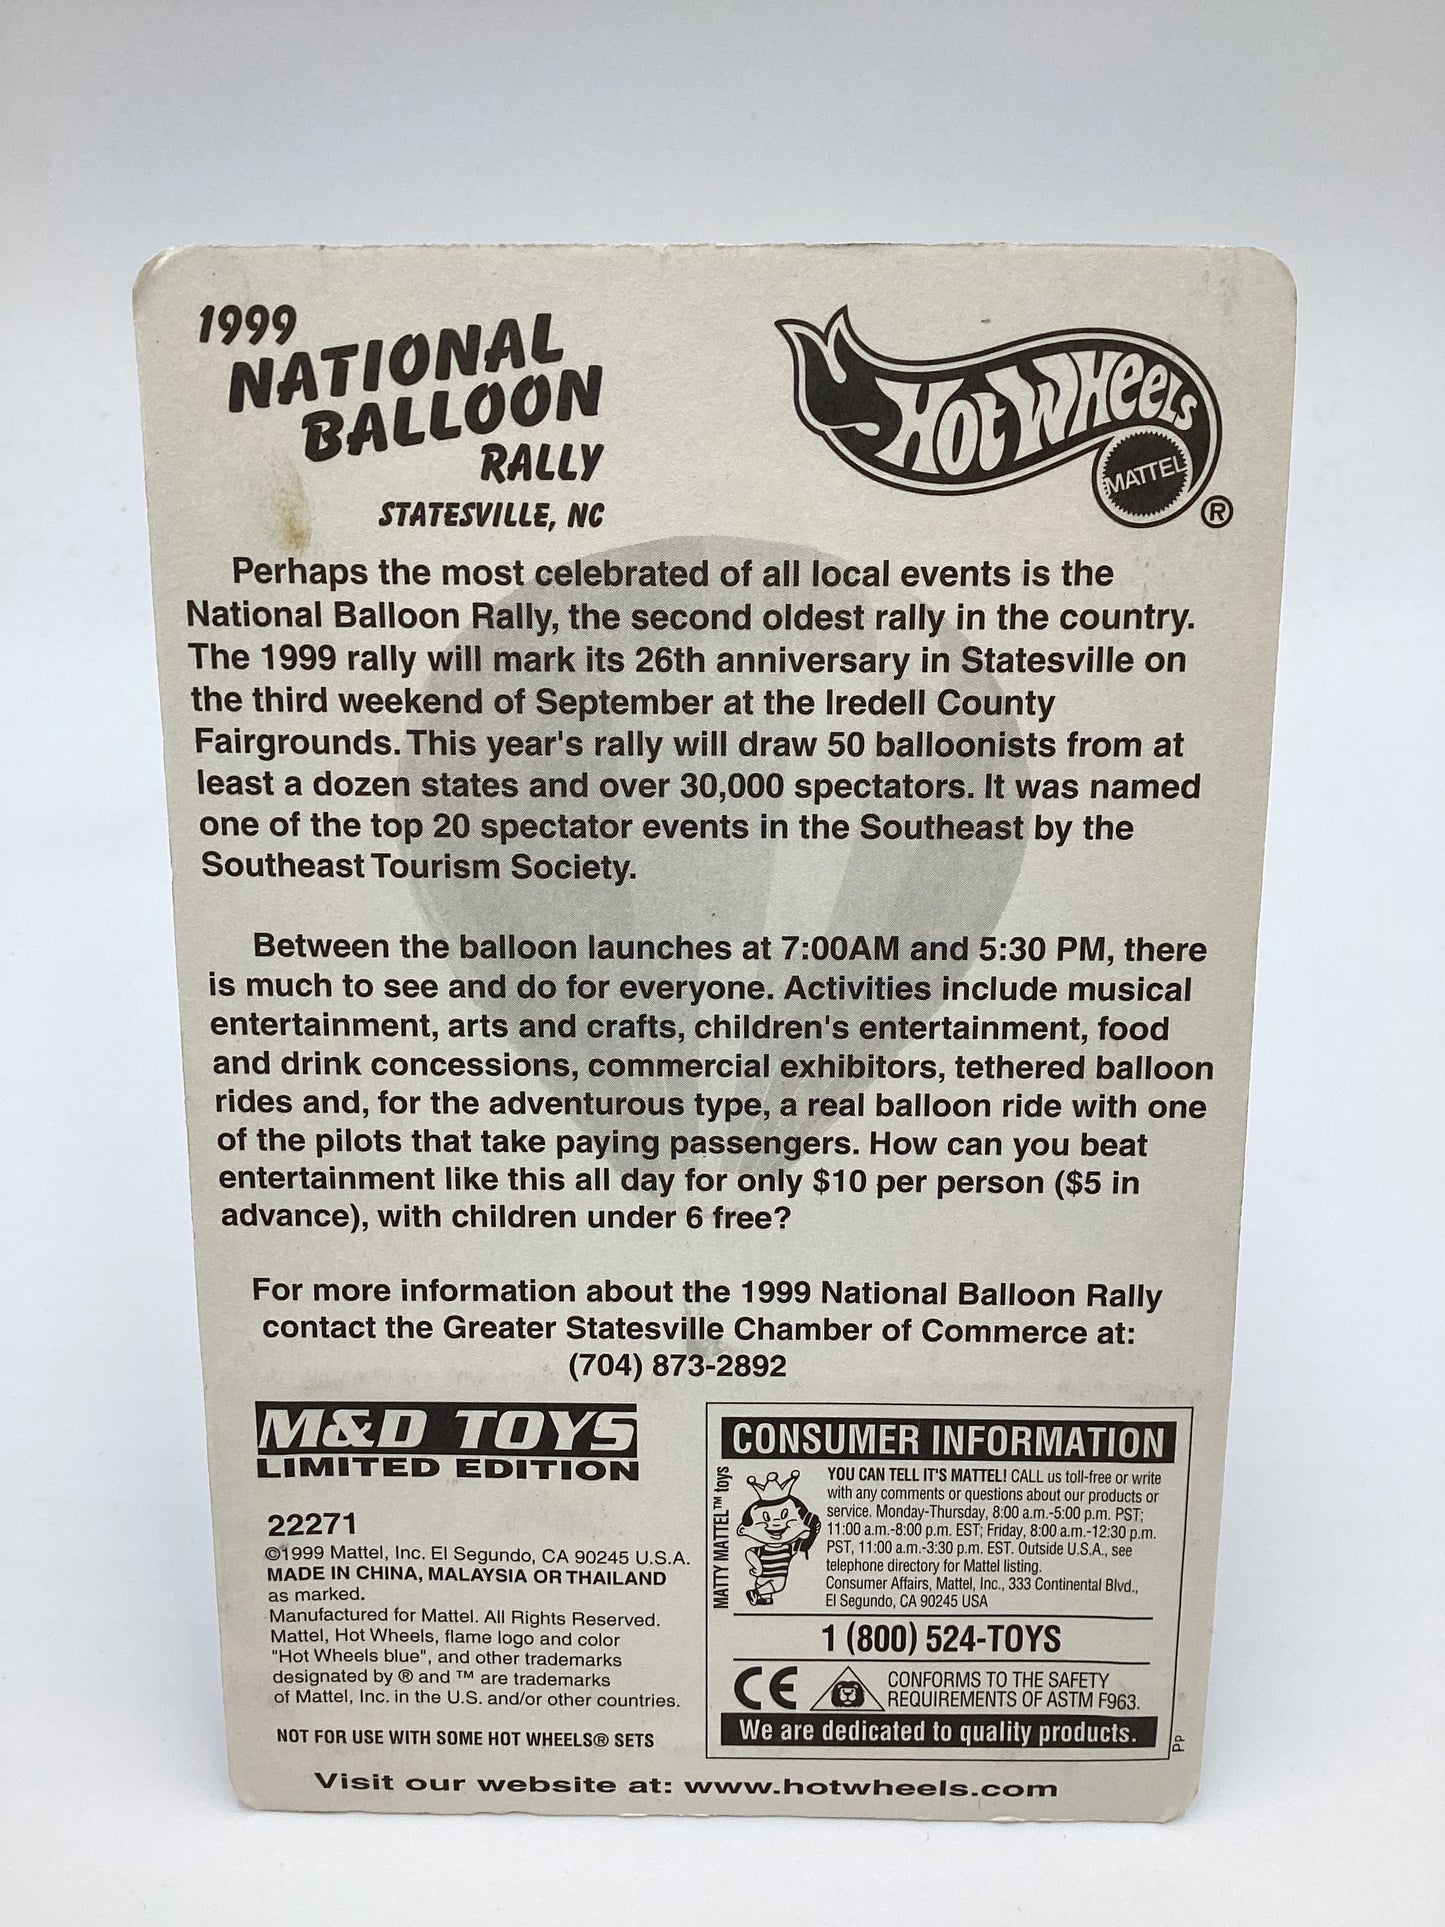 1999
NATIONAL
BALLOON
RALLY
STATESVILLE, NC
HOT WHEELS
MATTEL
®
Perhaps the most celebrated of all local events is the
National Balloon Rally, the second oldest rally in the country.
The 1999 rally will mark its 26th anniversary in Statesville on
the third weekend of September at the Iredell County
Fairgrounds. This year's rally will draw 50 balloonists from at
least a dozen states and over 30,000 spectators. It was named
one of the top 20 spectator events in the Southeast by the
Southeast Tourism Society.
Between the balloon launches at 7:00AM and 5:30 PM, there
is much to see and do for everyone. Activities include musical
entertainment, arts and crafts, children's entertainment, food
and drink concessions, commercial exhibitors, tethered balloon
rides and, for the adventurous type, a real balloon ride with one
of the pilots that take paying passengers. How can you beat
entertainment like this all day for only $10 per person ($5 in
advance), with children under 6 free?
For more information about the 1999 National Balloon Rally
contact the Greater Statesville Chamber of Commerce at:
(704) 873-2892
M&D TOYS
LIMITED EDITION
22271
©1999 Mattel, Inc. El Segundo, CA 90245 U.S.A.
MADE IN CHINA, MALAYSIA OR THAILAND
as marked.
Manufactured for Mattel. All Rights Reserved.
Mattel, Hot Wheels, flame logo and color
"Hot Wheels blue", and other trademarks
designated by ® and ™ are trademarks
of Mattel, Inc. in the U.S. and/or other countries.
NOT FOR USE WITH SOME HOT WHEELS® SETS
CONSUMER INFORMATION
MATTY MATTEL™ toys
YOU CAN TELL IT'S MATTEL! CALL us toll-free or write
with any comments or questions about our products or
service. Monday-Thursday, 8:00 a.m.-5:00 p.m. PST;
11:00 a.m.-8:00 p.m. EST; Friday, 8:00 a.m.-12:30 p.m.
PST, 11:00 a.m.-3:30 p.m. EST. Outside U.S.A., see
telephone directory for Mattel listing.
Consumer Affairs, Mattel, Inc., 333 Continental Blvd.,
El Segundo, CA 90245 USA
1 (800) 524-TOYS
CE
CONFORMS TO THE SAFETY
REQUIREMENTS OF ASTM F963.
We are dedicated to quality products.
PP
Visit our website at: www.hotwheels.com